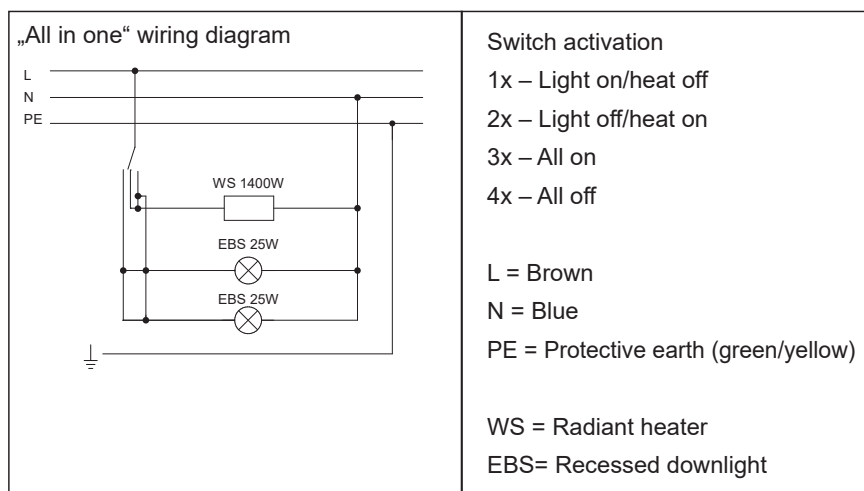 „All in one“ wiring diagram
L
N
PE
WS 1400W
EBS 25W
EBS 25W
Switch activation
1x – Light on/heat off
2x – Light off/heat on
3x – All on
4x – All off
L = Brown
N = Blue
PE = Protective earth (green/yellow)
WS = Radiant heater
EBS= Recessed downlight